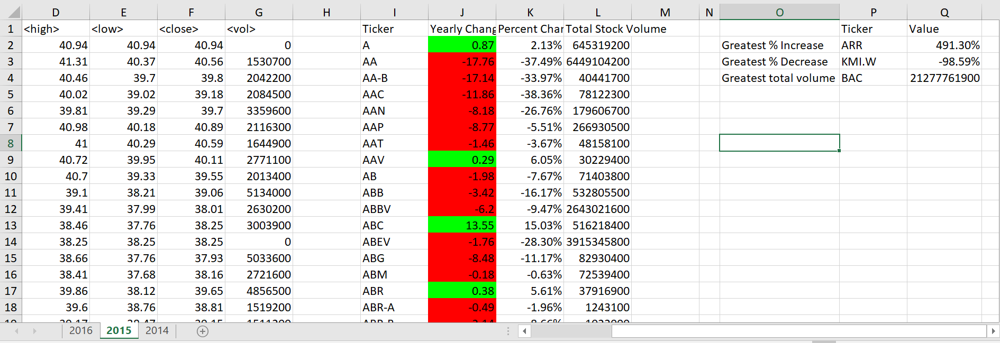 D E F G H I J K L M N O P Q
1 <high> <low> <close> <vol> Ticker Yearly Chang Percent Char Total Stock Volume Ticker Value
2 40.94 40.94 40.94 0 A 0.87 2.13% 645319200 Greatest % Increase ARR 491.30%
3 41.31 40.37 40.56 1530700 AA -17.76 -37.49% 6449104200 Greatest % Decrease KMI.W -98.59%
4 40.46 39.7 39.8 2042200 AA-B -17.14 -33.97% 40441700 Greatest total volume BAC 21277761900
5 40.02 39.02 39.18 2084500 AAC -11.86 -38.36% 78122300
6 39.81 39.29 39.7 3359600 AAN -8.18 -26.76% 179606700
7 40.98 40.18 40.89 2116300 AAP -8.77 -5.51% 266930500
8 41 40.29 40.59 1644900 AAT -1.46 -3.67% 48158100
9 40.72 39.95 40.11 2771100 AAV 0.29 6.05% 30229400
10 40.7 39.33 39.55 2013400 AB -1.98 -7.67% 71403800
11 39.1 38.21 39.06 5134000 ABB -3.42 -16.17% 532805500
12 39.41 37.99 38.01 2630200 ABBV -6.2 -9.47% 2643021600
13 38.46 37.76 38.25 3003900 ABC 13.55 15.03% 516218400
14 38.25 38.25 38.25 0 ABEV -1.76 -28.30% 3915345800
15 38.66 37.76 37.93 5033600 ABG -8.48 -11.17% 82930400
16 38.41 37.68 38.16 2721600 ABM -0.18 -0.63% 72539400
17 39.86 38.12 39.65 4856500 ABR 0.38 5.61% 37916900
18 39.6 38.76 38.81 1519200 ABR-A -0.49 -1.96% 1243100
2016 2015 2014